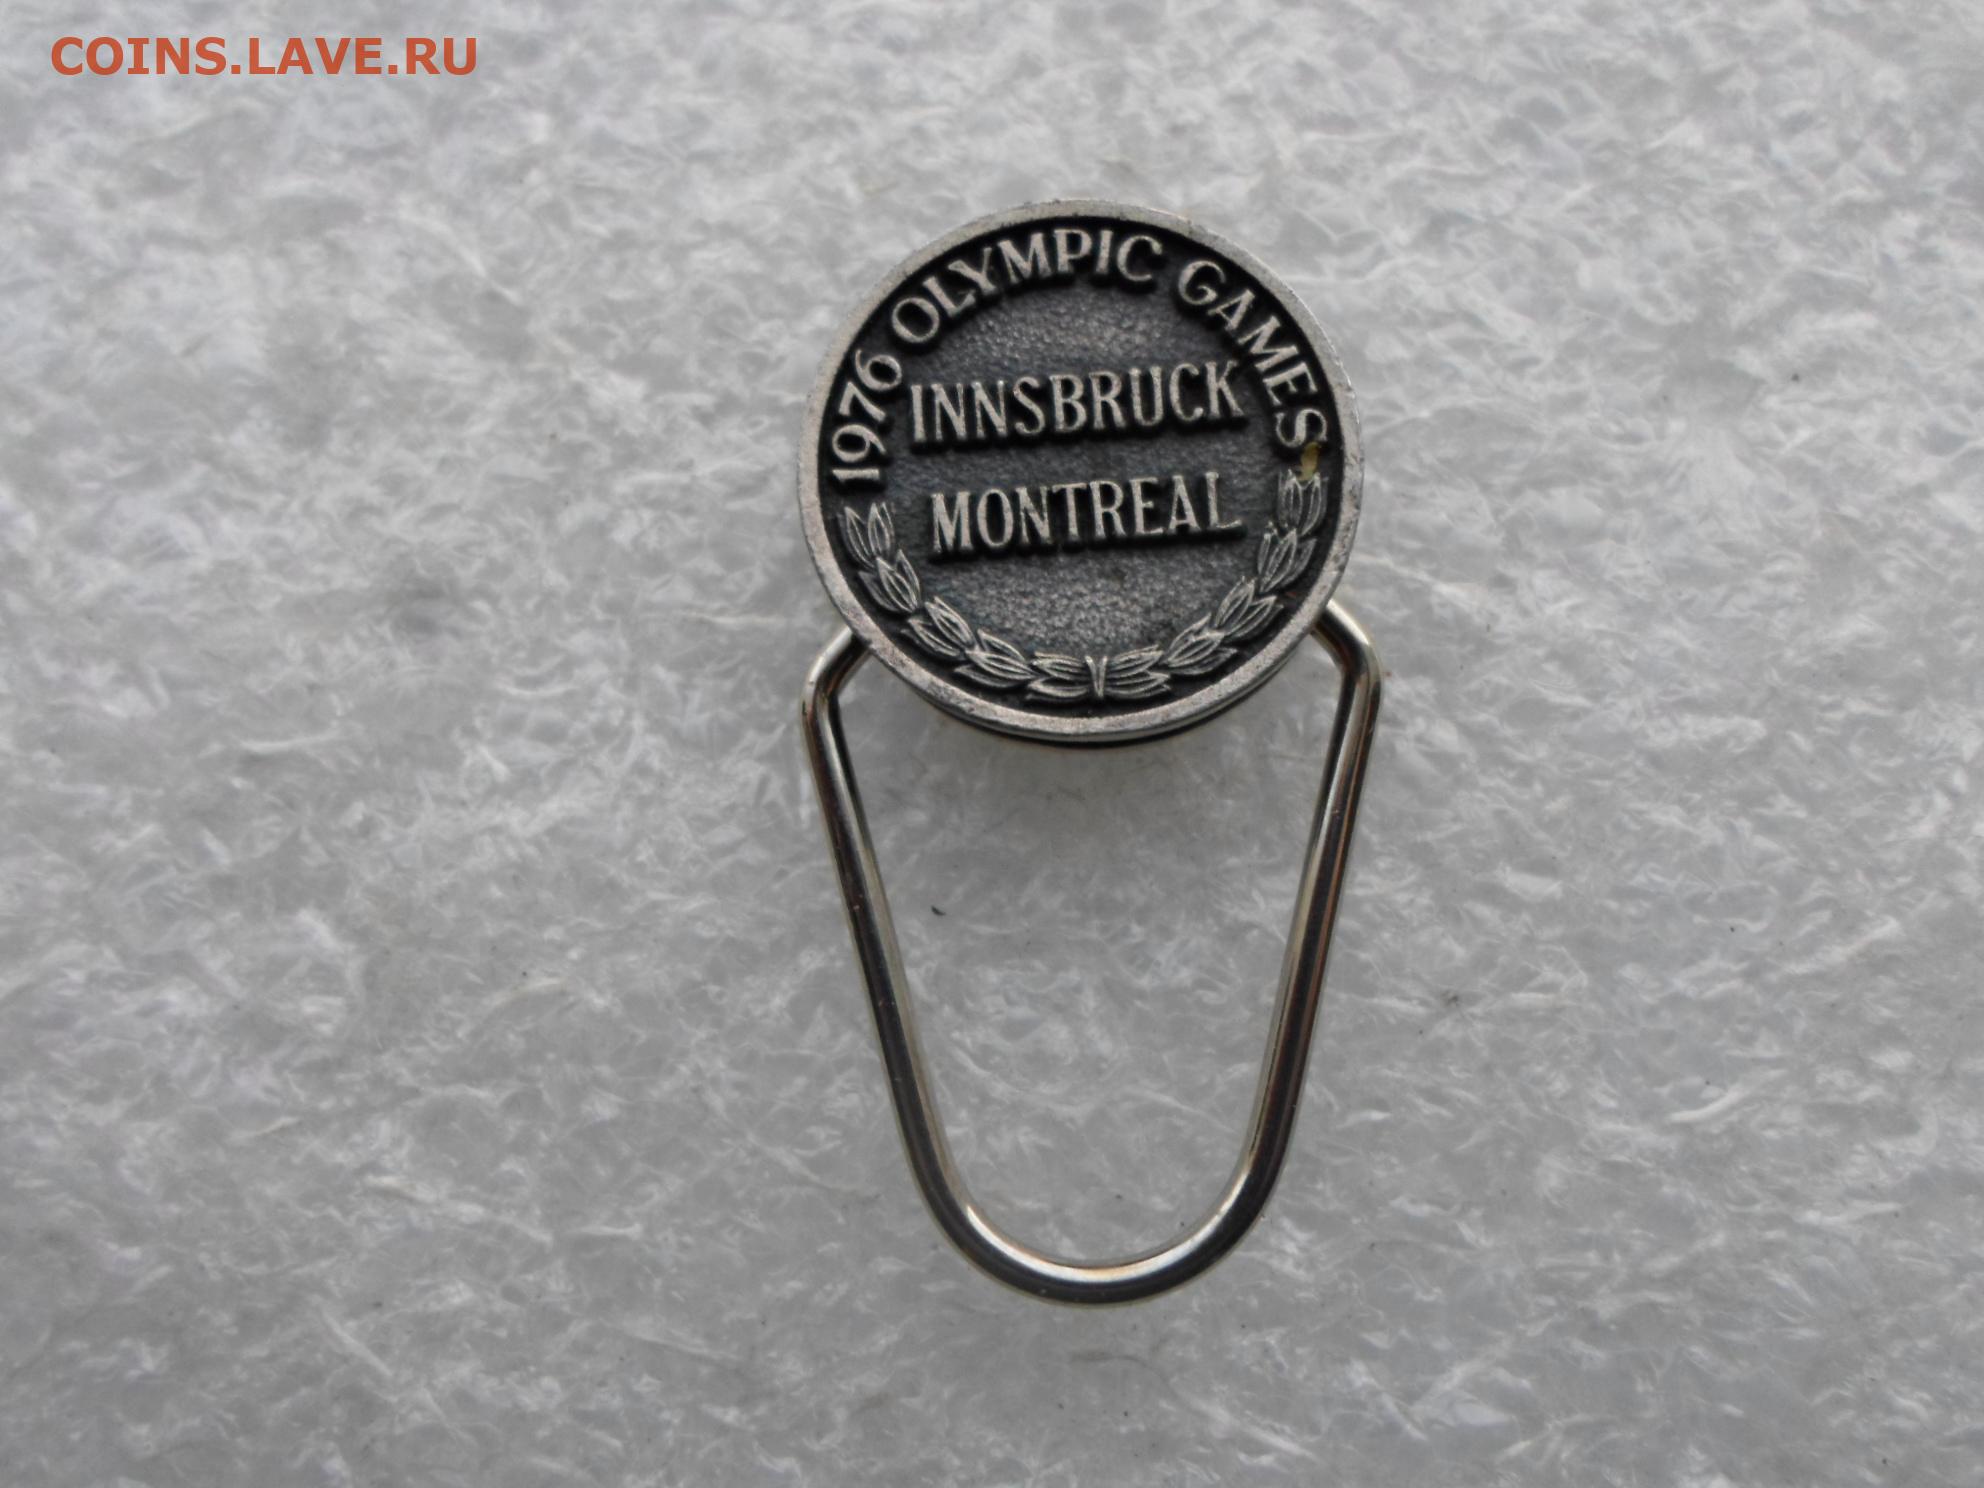 COINS.LAVE.RU
1976 OLYMPIC GAMES
INNSBRUCK
MONTREAL